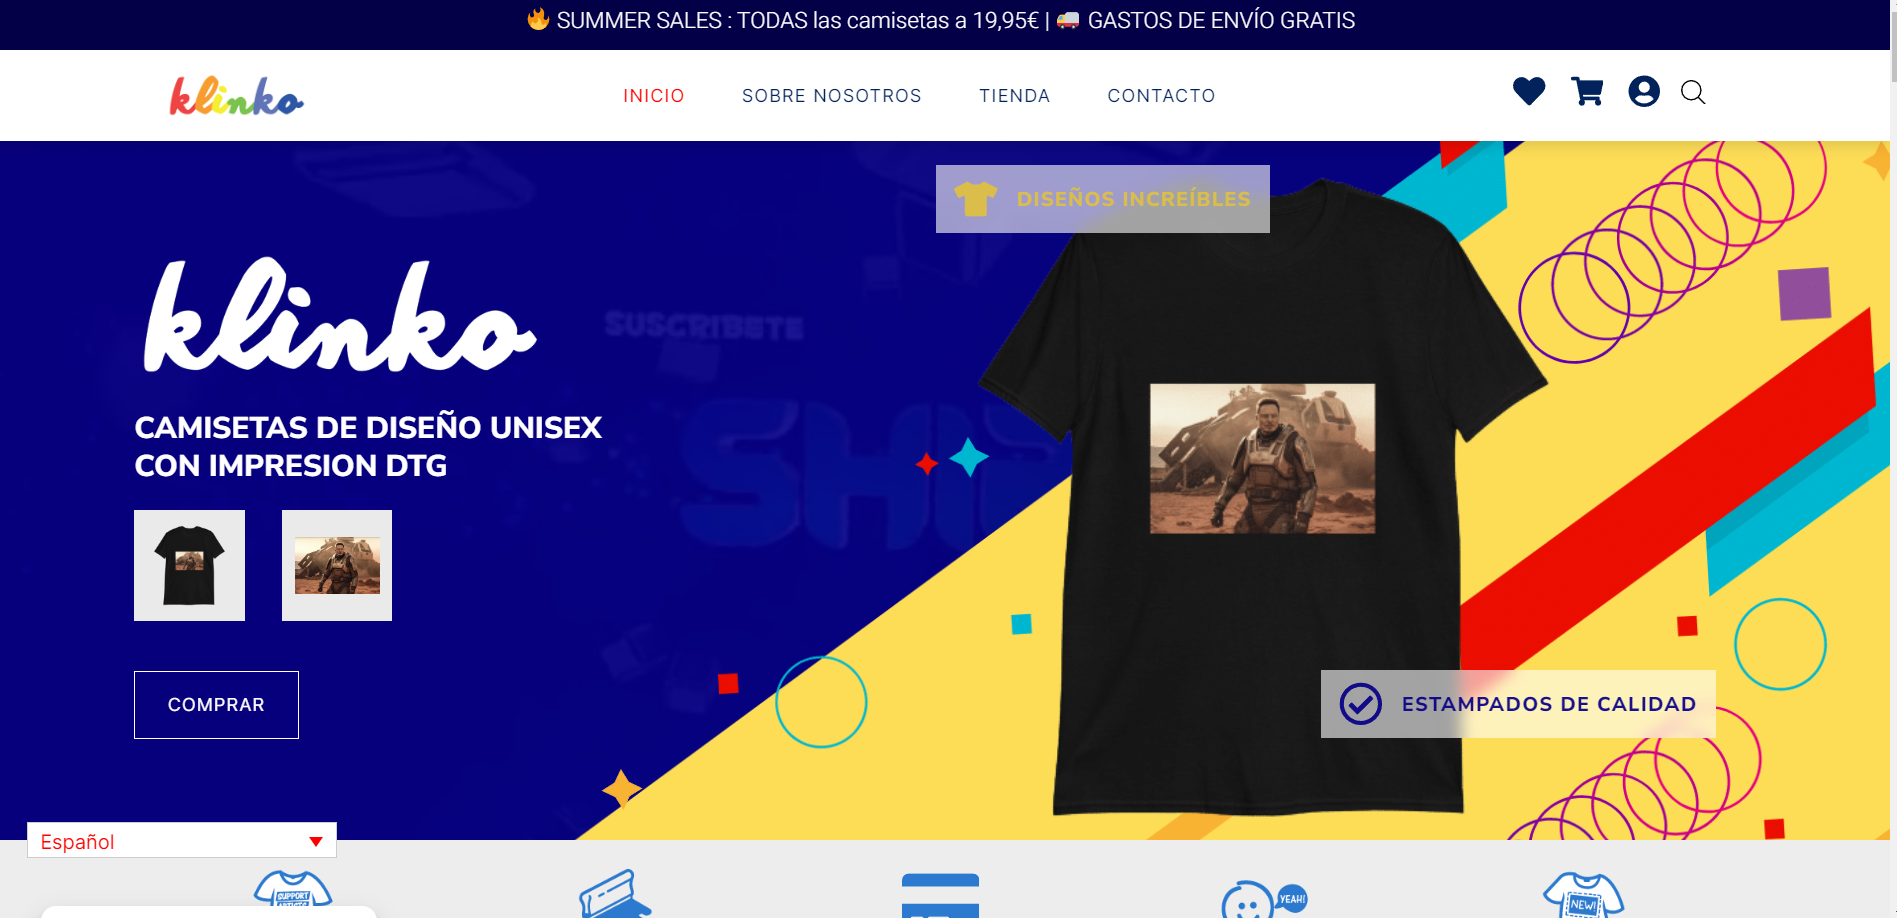 SUMMER SALES : TODAS las camisetas a 19,95€ | GASTOS DE ENVÍO GRATIS
klinko
INICIO SOBRE NOSOTROS TIENDA CONTACTO
DISEÑOS INCREÍBLES
klinko
SUSCRIBETE
CAMISETAS DE DISEÑO UNISEX
CON IMPRESION DTG
COMPRAR
ESTAMPADOS DE CALIDAD
Español
SUPPORT
ARTISTS
YEAH!
NEW!